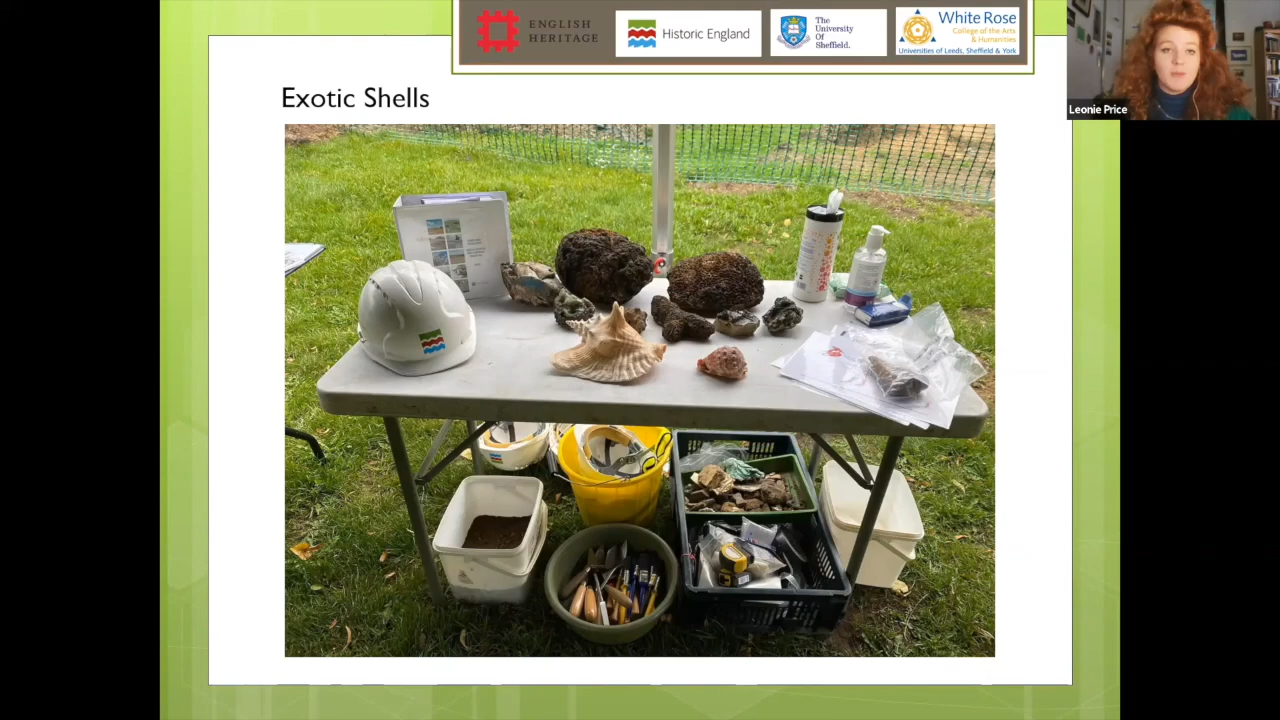 ENGLISH
HERITAGE
Historic England
The
University
Of
Sheffield.
White Rose
College of the Arts
& Humanities
Universities of Leeds, Sheffield & York
Leonie Price
Exotic Shells